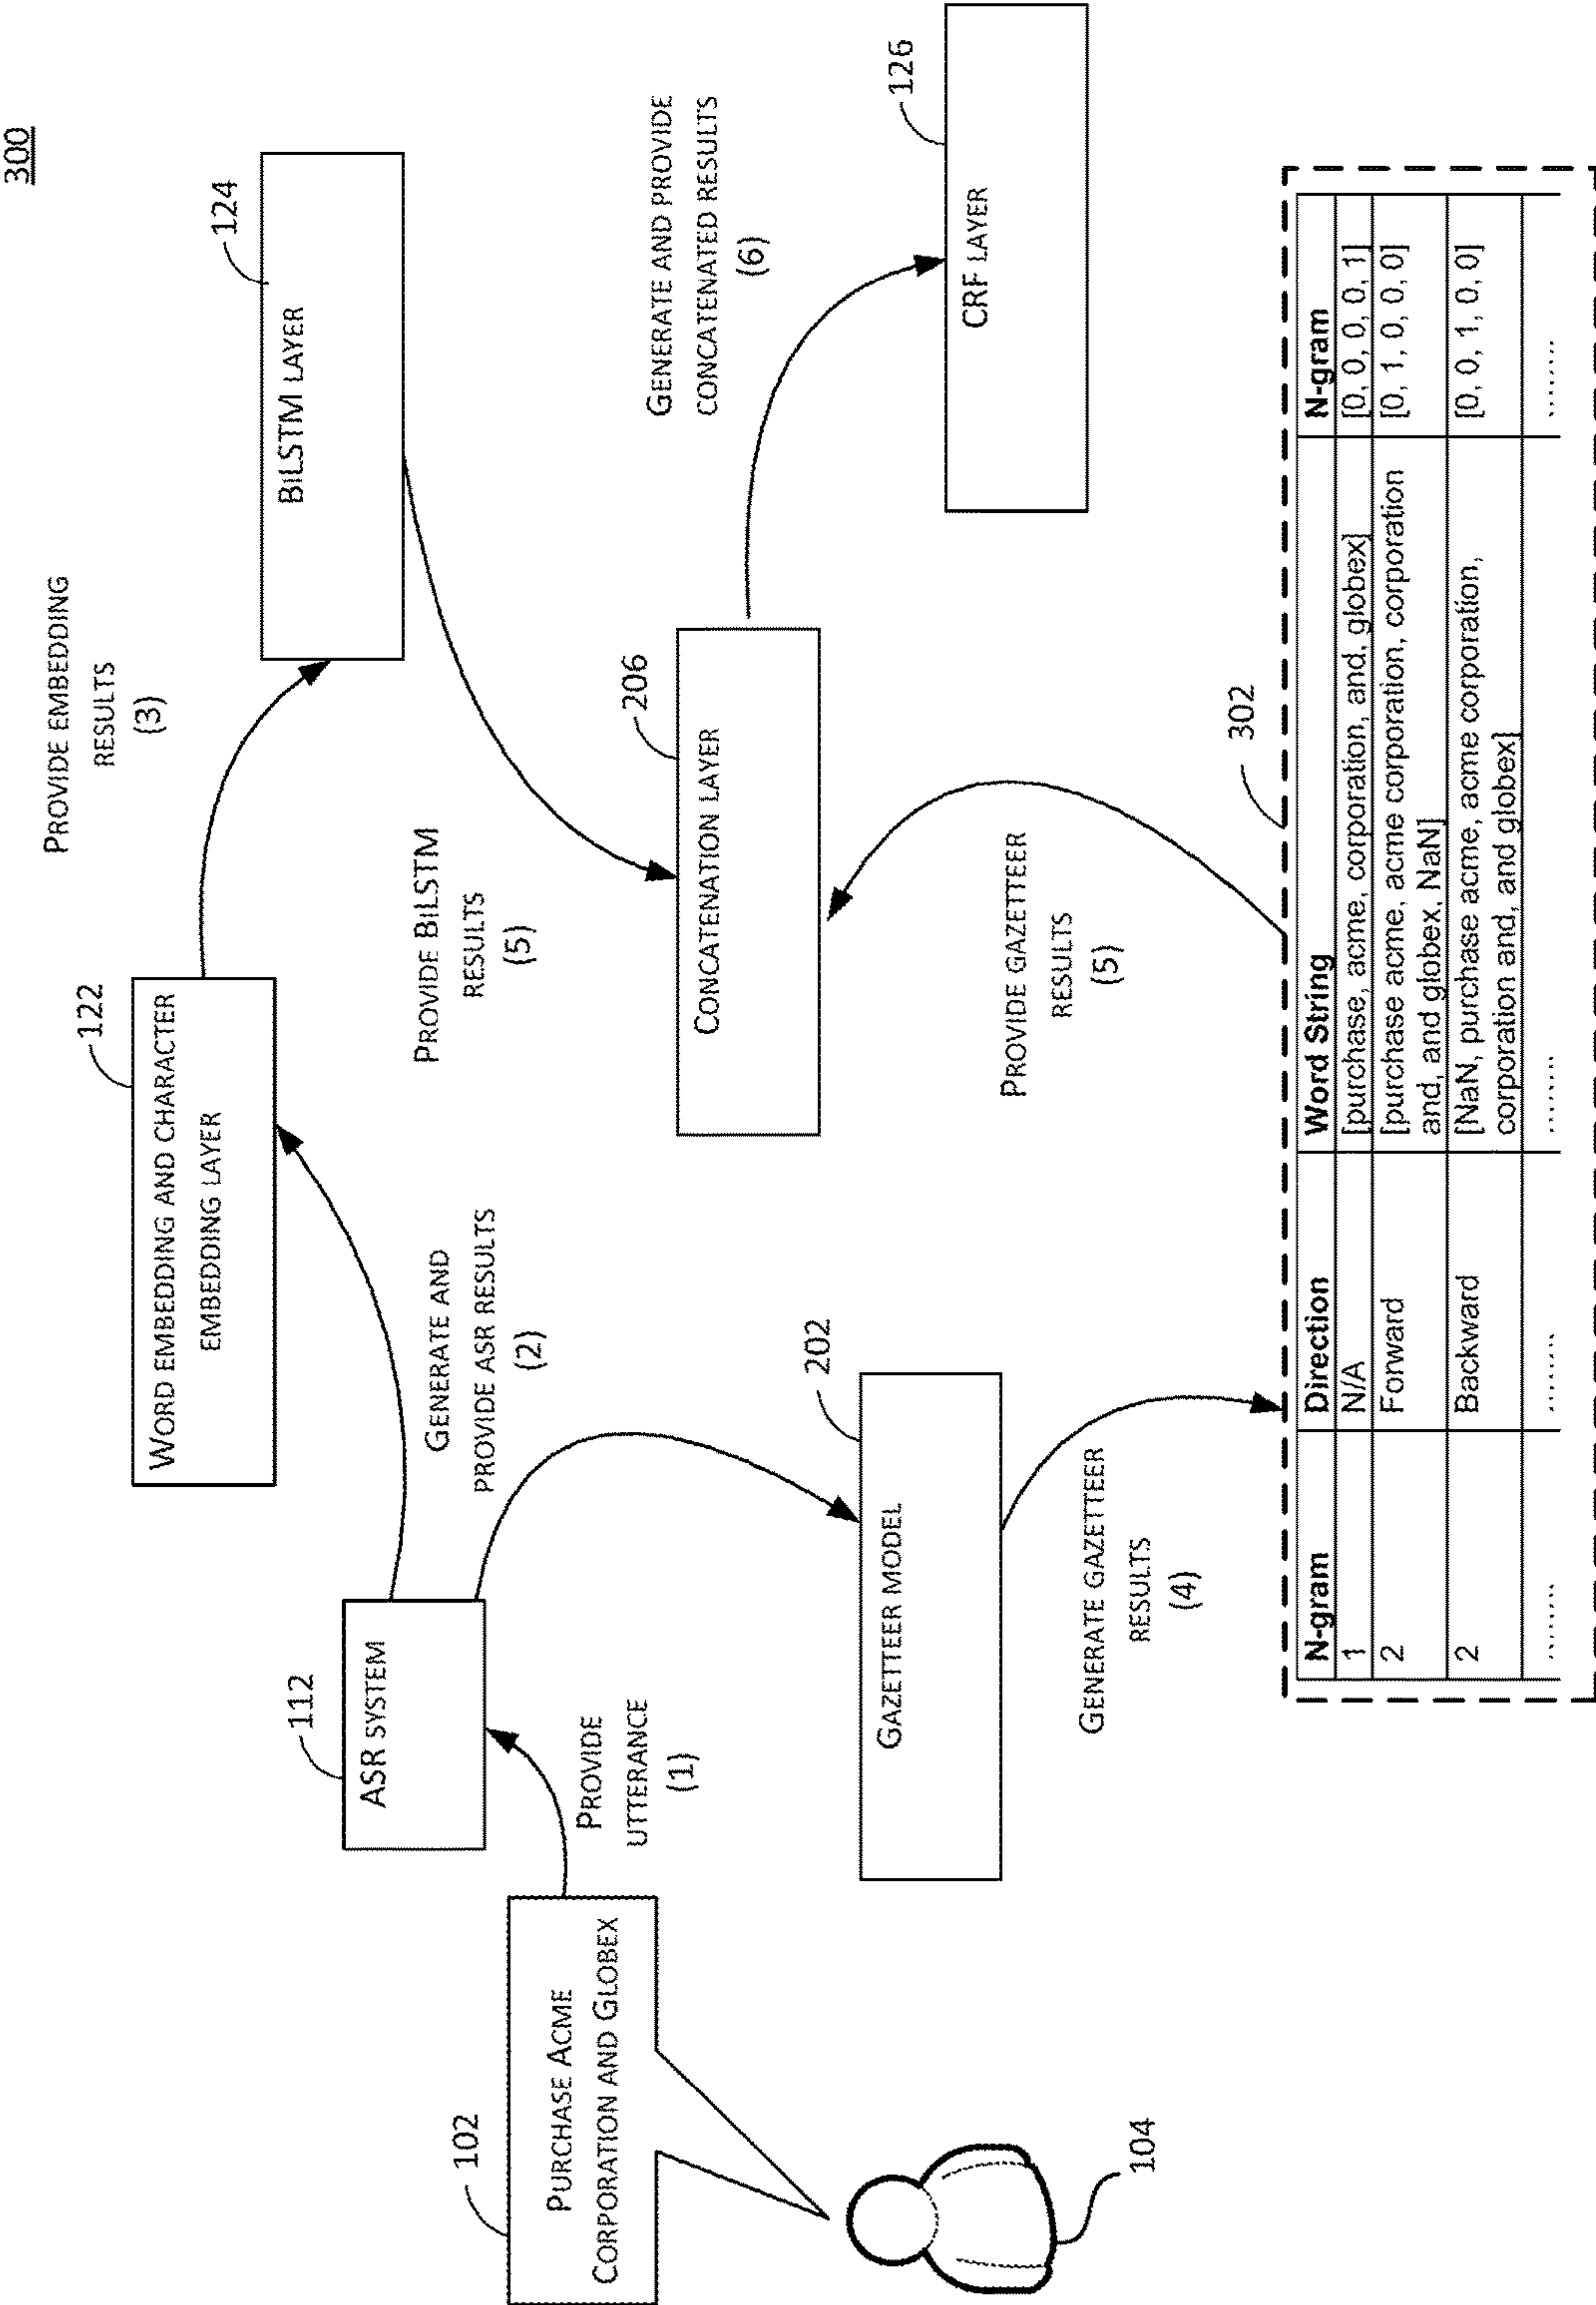 300
PROVIDE EMBEDDING
RESULTS
(3)
122
WORD EMBEDDING AND CHARACTER
EMBEDDING LAYER
124
BILSTM LAYER
112
ASR SYSTEM
GENERATE AND
PROVIDE ASR RESULTS
(2)
PROVIDE BILSTM
RESULTS
(5)
102
PURCHASE ACME
CORPORATION AND GLOBEX
PROVIDE
UTTERANCE
(1)
206
CONCATENATION LAYER
GENERATE AND PROVIDE
CONCATENATED RESULTS
(6)
126
CRF LAYER
202
GAZETTEER MODEL
104
GENERATE GAZETTEER
RESULTS
(4)
PROVIDE GAZETTEER
RESULTS
(5)
302
N-gram Direction Word String N-gram
1 N/A [purchase, acme, corporation, and, globex] [0, 0, 0, 0, 1]
2 Forward [purchase acme, acme corporation, corporation [0, 1, 0, 0, 0]
and, and globex, NaN]
2 Backward [NaN, purchase acme, acme corporation, [0, 0, 1, 0, 0]
corporation and, and globex]